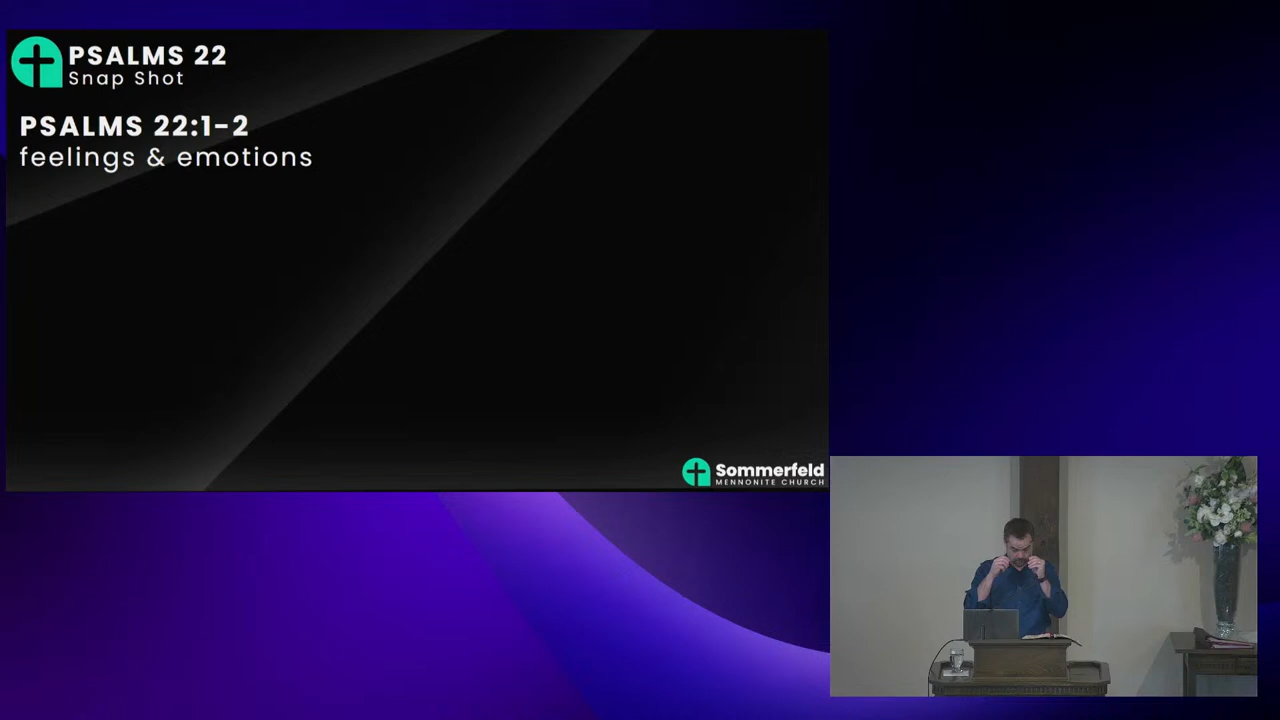 PSALMS 22
Snap Shot
PSALMS 22:1-2
feelings & emotions
Sommerfeld
MENNONITE CHURCH